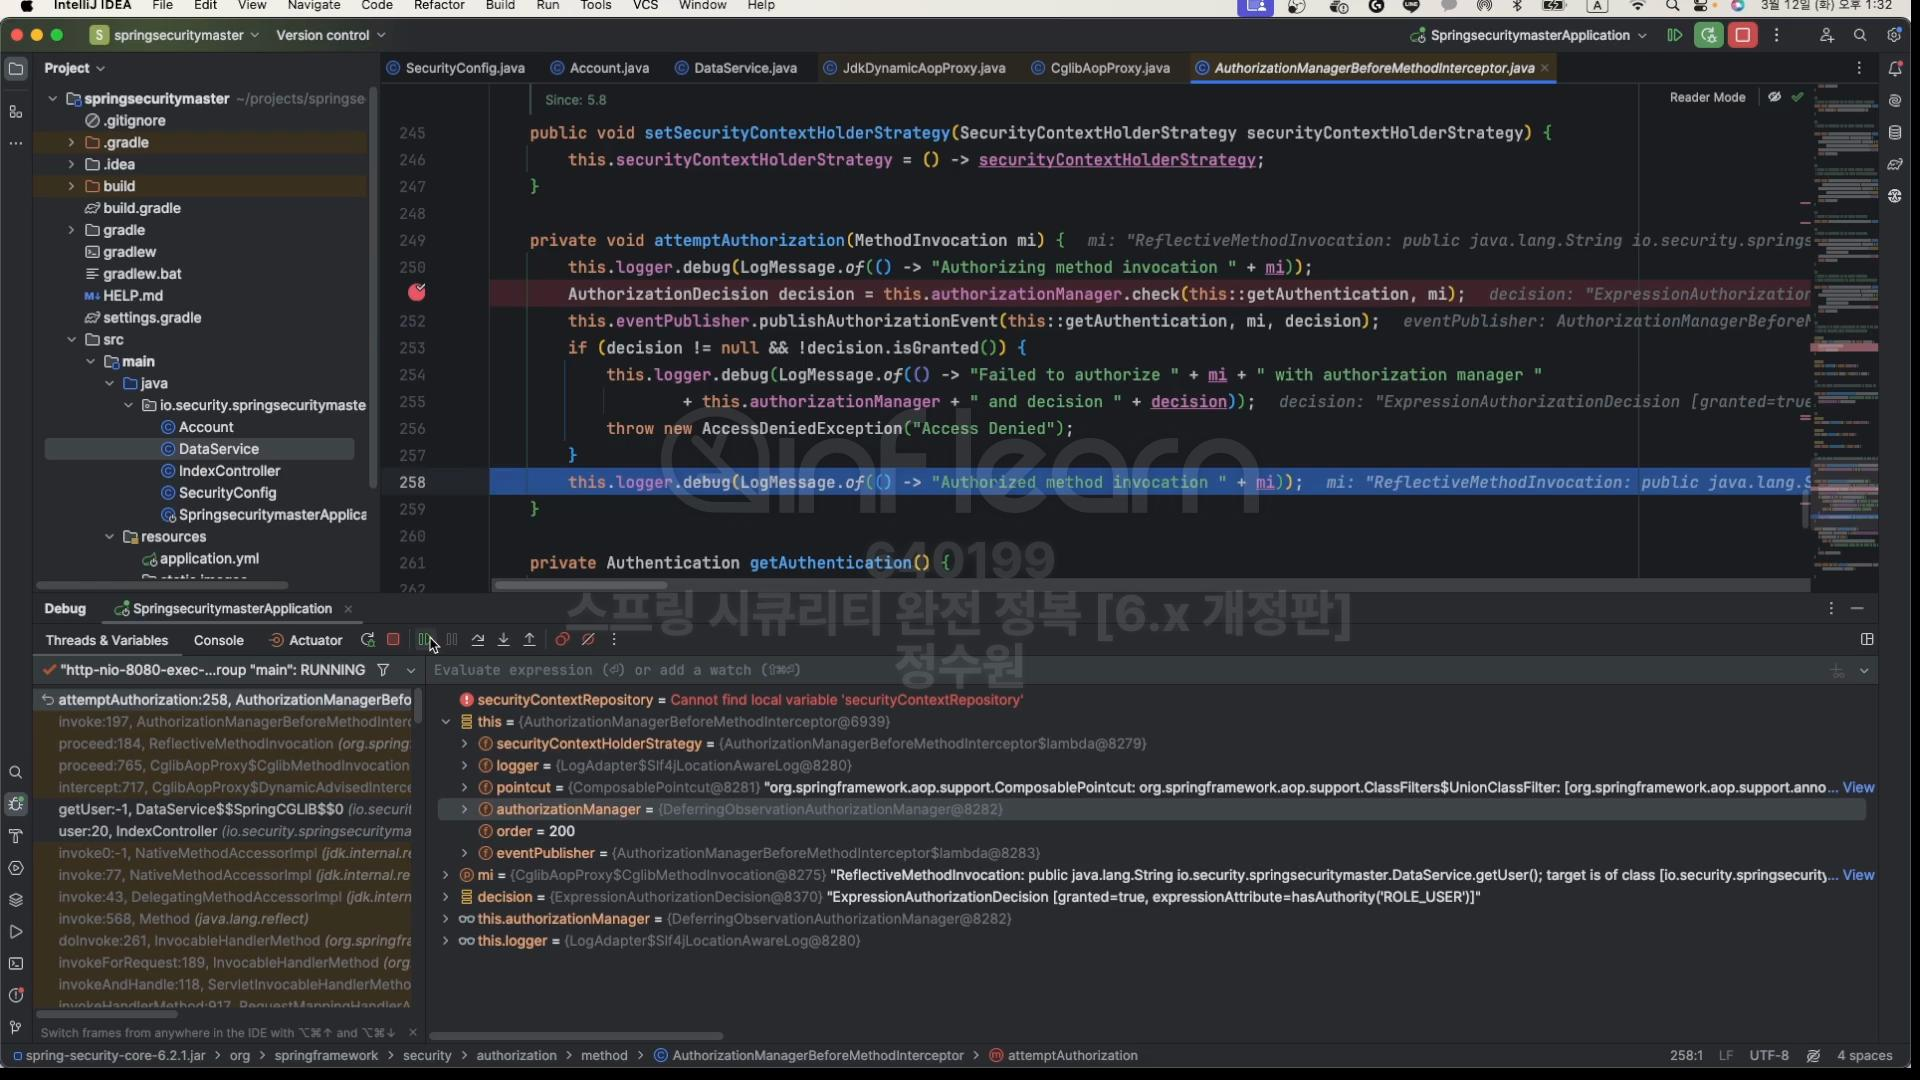 IntelliJ IDEA File Edit View Navigate Code Refactor Build Run Tools VCS Window Help A 3월 12일 (화) 오후 1:32
S springsecuritymaster Version control SpringsecuritymasterApplication
Project SecurityConfig.java Account.java DataService.java JdkDynamicAopProxy.java CglibAopProxy.java AuthorizationManagerBeforeMethodInterceptor.java
springsecuritymaster ~/projects/springse
.gitignore
.gradle
.idea
build
build.gradle
gradle
gradlew
gradlew.bat
HELP.md
settings.gradle
src
main
java
io.security.springsecuritymaste
Account
DataService
IndexController
SecurityConfig
SpringsecuritymasterApplica
resources
application.yml
Reader Mode
Since: 5.8
245 public void setSecurityContextHolderStrategy(SecurityContextHolderStrategy securityContextHolderStrategy) {
246 this.securityContextHolderStrategy = () -> securityContextHolderStrategy;
247 }
248
249 private void attemptAuthorization(MethodInvocation mi) { mi: "ReflectiveMethodInvocation: public java.lang.String io.security.springs
250 this.logger.debug(LogMessage.of(() -> "Authorizing method invocation " + mi));
AuthorizationDecision decision = this.authorizationManager.check(this::getAuthentication, mi); decision: "ExpressionAuthorization
252 this.eventPublisher.publishAuthorizationEvent(this::getAuthentication, mi, decision); eventPublisher: AuthorizationManagerBeforeM
253 if (decision != null && !decision.isGranted()) {
254 this.logger.debug(LogMessage.of(() -> "Failed to authorize " + mi + " with authorization manager "
255 + this.authorizationManager + " and decision " + decision)); decision: "ExpressionAuthorizationDecision [granted=true
256 throw new AccessDeniedException("Access Denied");
257 }
258 this.logger.debug(LogMessage.of(() -> "Authorized method invocation " + mi)); mi: "ReflectiveMethodInvocation: public java.lang.S
259 }
260
261 private Authentication getAuthentication() {
262
inflearn
640199
스프링 시큐리티 완전 정복 [6.x 개정판]
정수원
Debug SpringsecuritymasterApplication
Threads & Variables Console Actuator
"http-nio-8080-exec-...roup "main": RUNNING
attemptAuthorization:258, AuthorizationManagerBefo
invoke:197, AuthorizationManagerBeforeMethodInterc
proceed:184, ReflectiveMethodInvocation (org.spring
proceed:765, CglibAopProxy$CglibMethodInvocation
intercept:717, CglibAopProxy$DynamicAdvisedInterce
getUser:-1, DataService$$SpringCGLIB$$0 (io.securit
user:20, IndexController (io.security.springsecurityma
invoke0:-1, NativeMethodAccessorImpl (jdk.internal.re
invoke:77, NativeMethodAccessorImpl (jdk.internal.re
invoke:43, DelegatingMethodAccessorImpl (jdk.interna
invoke:568, Method (java.lang.reflect)
doInvoke:261, InvocableHandlerMethod (org.springfra
invokeForRequest:189, InvocableHandlerMethod (org
invokeAndHandle:118, ServletInvocableHandlerMetho
invokeHandlerMethod:917, RequestMappingHandlerA
Switch frames from anywhere in the IDE with ⌥⌘↑ and ⌥⌘↓
Evaluate expression (⏎) or add a watch (⇧⌘⏎)
securityContextRepository = Cannot find local variable 'securityContextRepository'
this = {AuthorizationManagerBeforeMethodInterceptor@6939}
securityContextHolderStrategy = {AuthorizationManagerBeforeMethodInterceptor$lambda@8279}
logger = {LogAdapter$Slf4jLocationAwareLog@8280}
pointcut = {ComposablePointcut@8281} "org.springframework.aop.support.ComposablePointcut: org.springframework.aop.support.ClassFilters$UnionClassFilter: [org.springframework.aop.support.anno... View
authorizationManager = {DeferringObservationAuthorizationManager@8282}
order = 200
eventPublisher = {AuthorizationManagerBeforeMethodInterceptor$lambda@8283}
mi = {CglibAopProxy$CglibMethodInvocation@8275} "ReflectiveMethodInvocation: public java.lang.String io.security.springsecuritymaster.DataService.getUser(); target is of class [io.security.springsecurity... View
decision = {ExpressionAuthorizationDecision@8370} "ExpressionAuthorizationDecision [granted=true, expressionAttribute=hasAuthority('ROLE_USER')]"
this.authorizationManager = {DeferringObservationAuthorizationManager@8282}
this.logger = {LogAdapter$Slf4jLocationAwareLog@8280}
spring-security-core-6.2.1.jar > org > springframework > security > authorization > method > AuthorizationManagerBeforeMethodInterceptor > attemptAuthorization 258:1 LF UTF-8 4 spaces